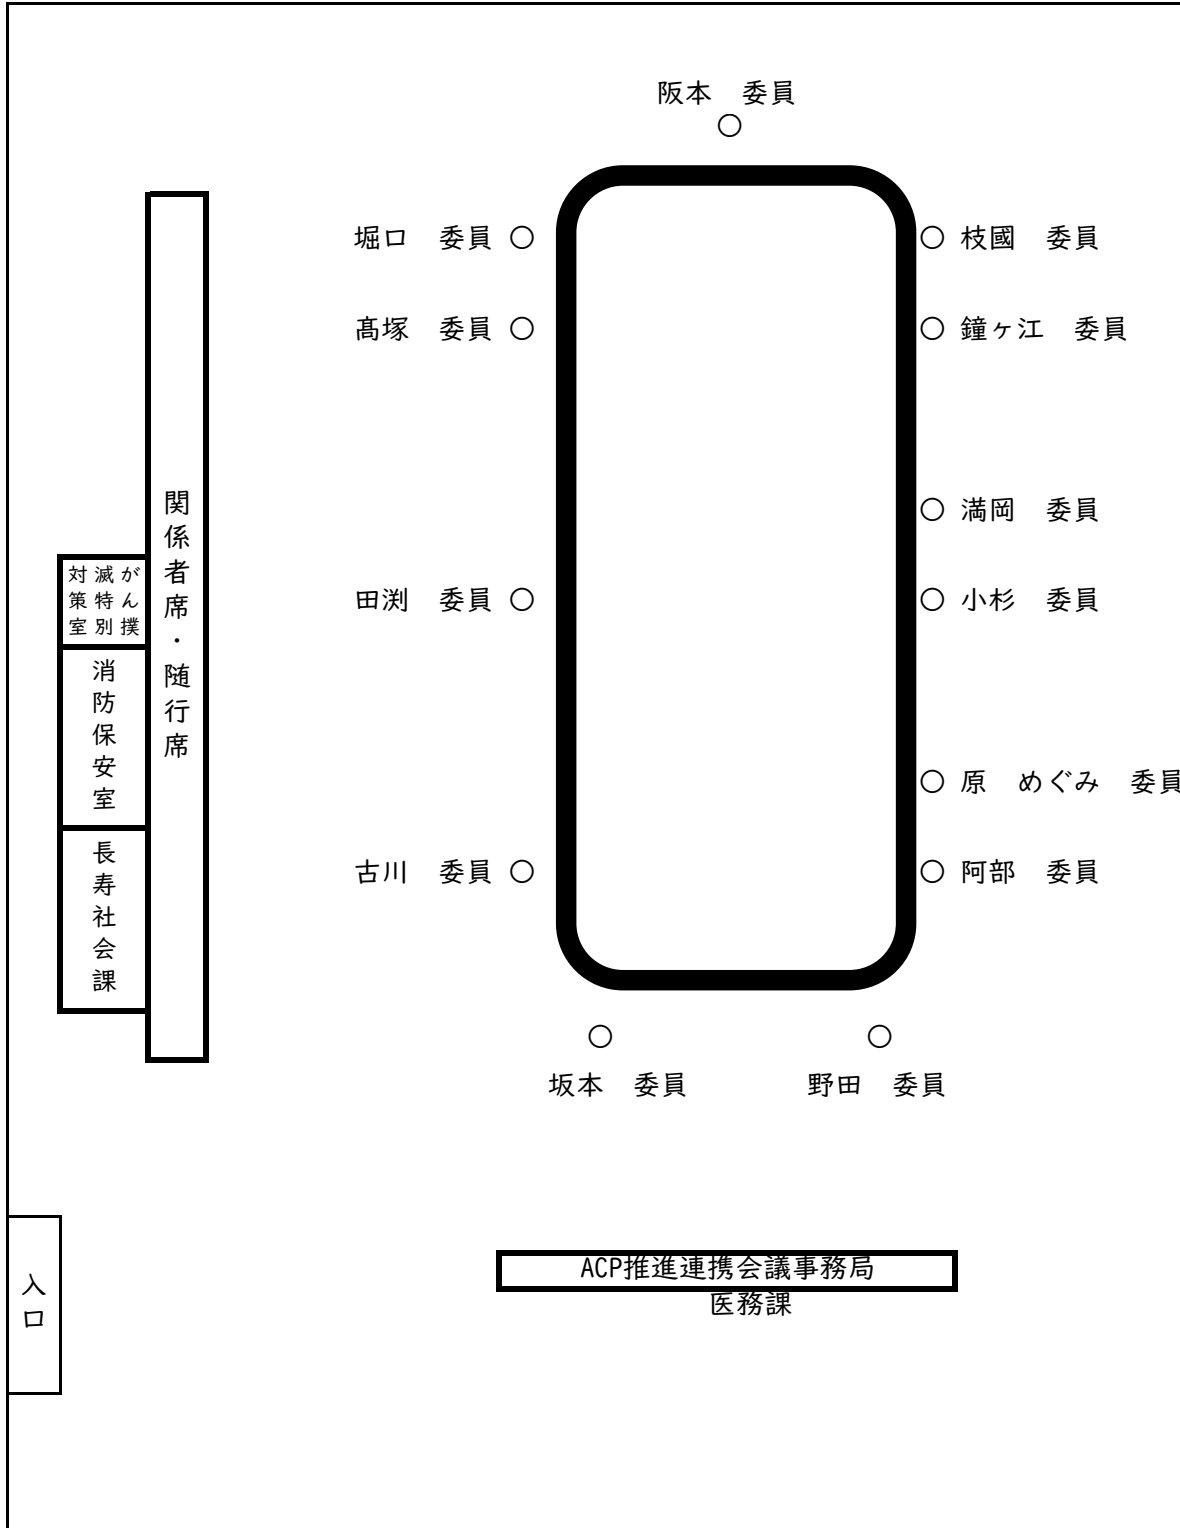 阪本　委員
○
堀口　委員 ○
○ 枝國　委員
髙塚　委員 ○
○ 鐘ヶ江　委員
○ 満岡　委員
田渕　委員 ○
○ 小杉　委員
○ 原　めぐみ　委員
古川　委員 ○
○ 阿部　委員
○
○
坂本　委員
野田　委員
関係者席・随行席
がん撲
滅特別
対策室
消防保安室
長寿社会課
入口
ACP推進連携会議事務局
医務課